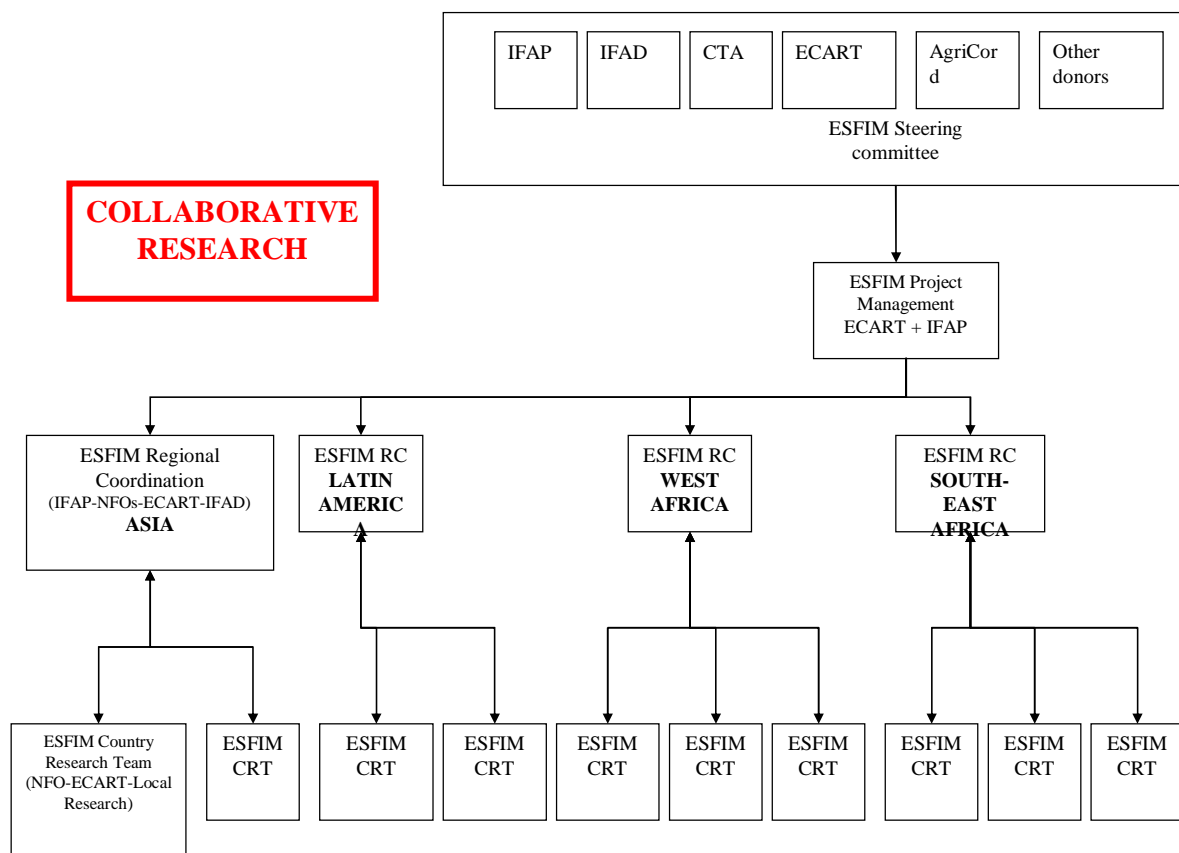 IFAP
IFAD
CTA
ECART
AgriCor
d
Other
donors
ESFIM Steering
committee
COLLABORATIVE
RESEARCH
ESFIM Project
Management
ECART + IFAP
ESFIM Regional
Coordination
(IFAP-NFOs-ECART-IFAD)
ASIA
ESFIM RC
LATIN
AMERIC
A
ESFIM RC
WEST
AFRICA
ESFIM RC
SOUTH-
EAST
AFRICA
ESFIM Country
Research Team
(NFO-ECART-Local
Research)
ESFIM
CRT
ESFIM
CRT
ESFIM
CRT
ESFIM
CRT
ESFIM
CRT
ESFIM
CRT
ESFIM
CRT
ESFIM
CRT
ESFIM
CRT